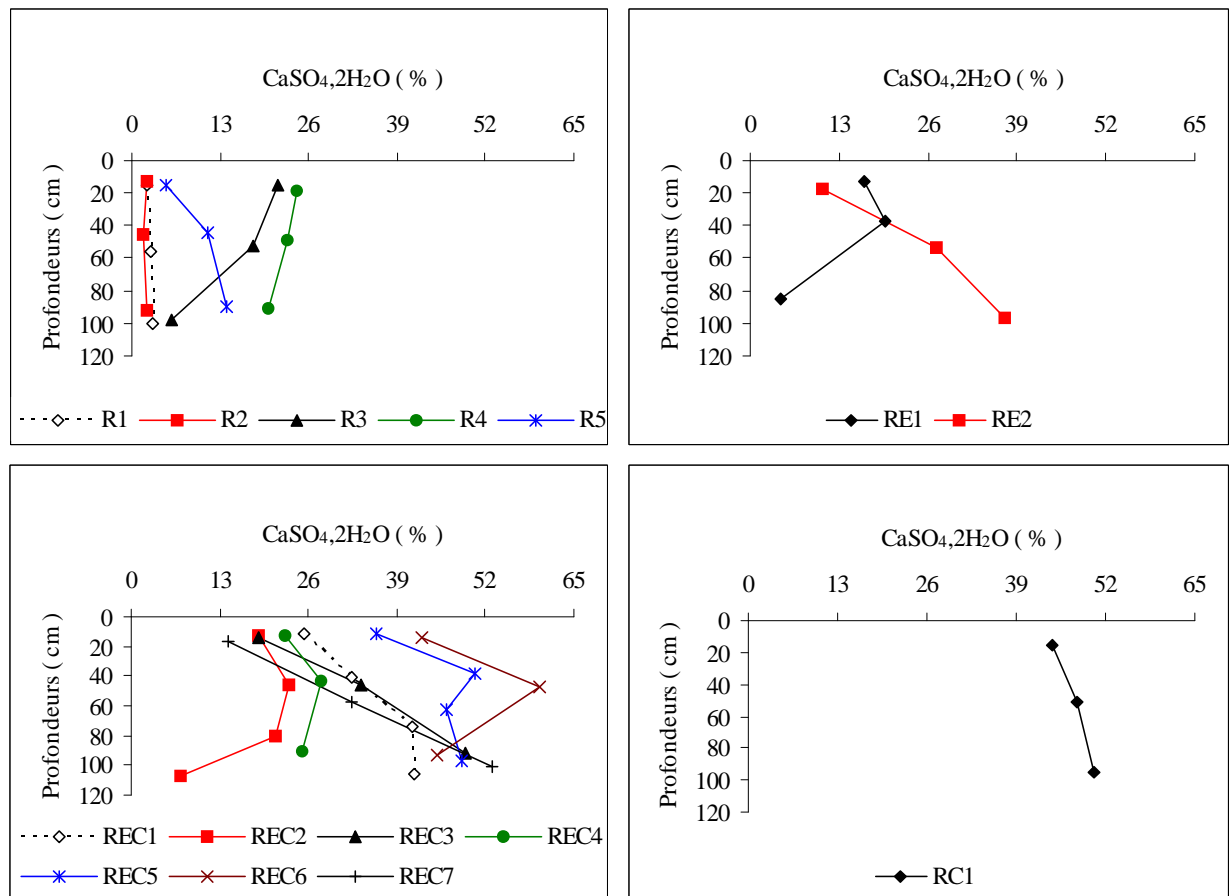 CaSO4,2H2O ( % )
0 13 26 39 52 65
Profondeurs ( cm )
0
20
40
60
80
100
120
R1 R2 R3 R4 R5
CaSO4,2H2O ( % )
0 13 26 39 52 65
Profondeurs ( cm )
0
20
40
60
80
100
120
RE1 RE2
CaSO4,2H2O ( % )
0 13 26 39 52 65
Profondeurs ( cm )
0
20
40
60
80
100
120
REC1 REC2 REC3 REC4
REC5 REC6 REC7
CaSO4,2H2O ( % )
0 13 26 39 52 65
Profondeurs ( cm )
0
20
40
60
80
100
120
RC1